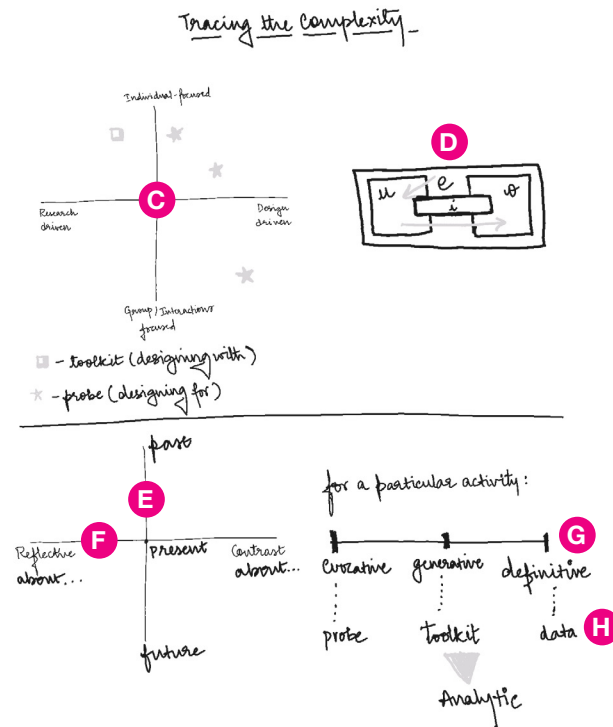 Tracing the Complexity
Individual-focused
C
Research
driven
Design
driven
Group/Interactions
focused
D
u
e
i
o
- toolkit (designing with)
- probe (designing for)
past
E
F
Reflective
about...
present
Contrast
about...
future
for a particular activity:
G
evocative
generative
definitive
probe
toolkit
data
H
Analytic